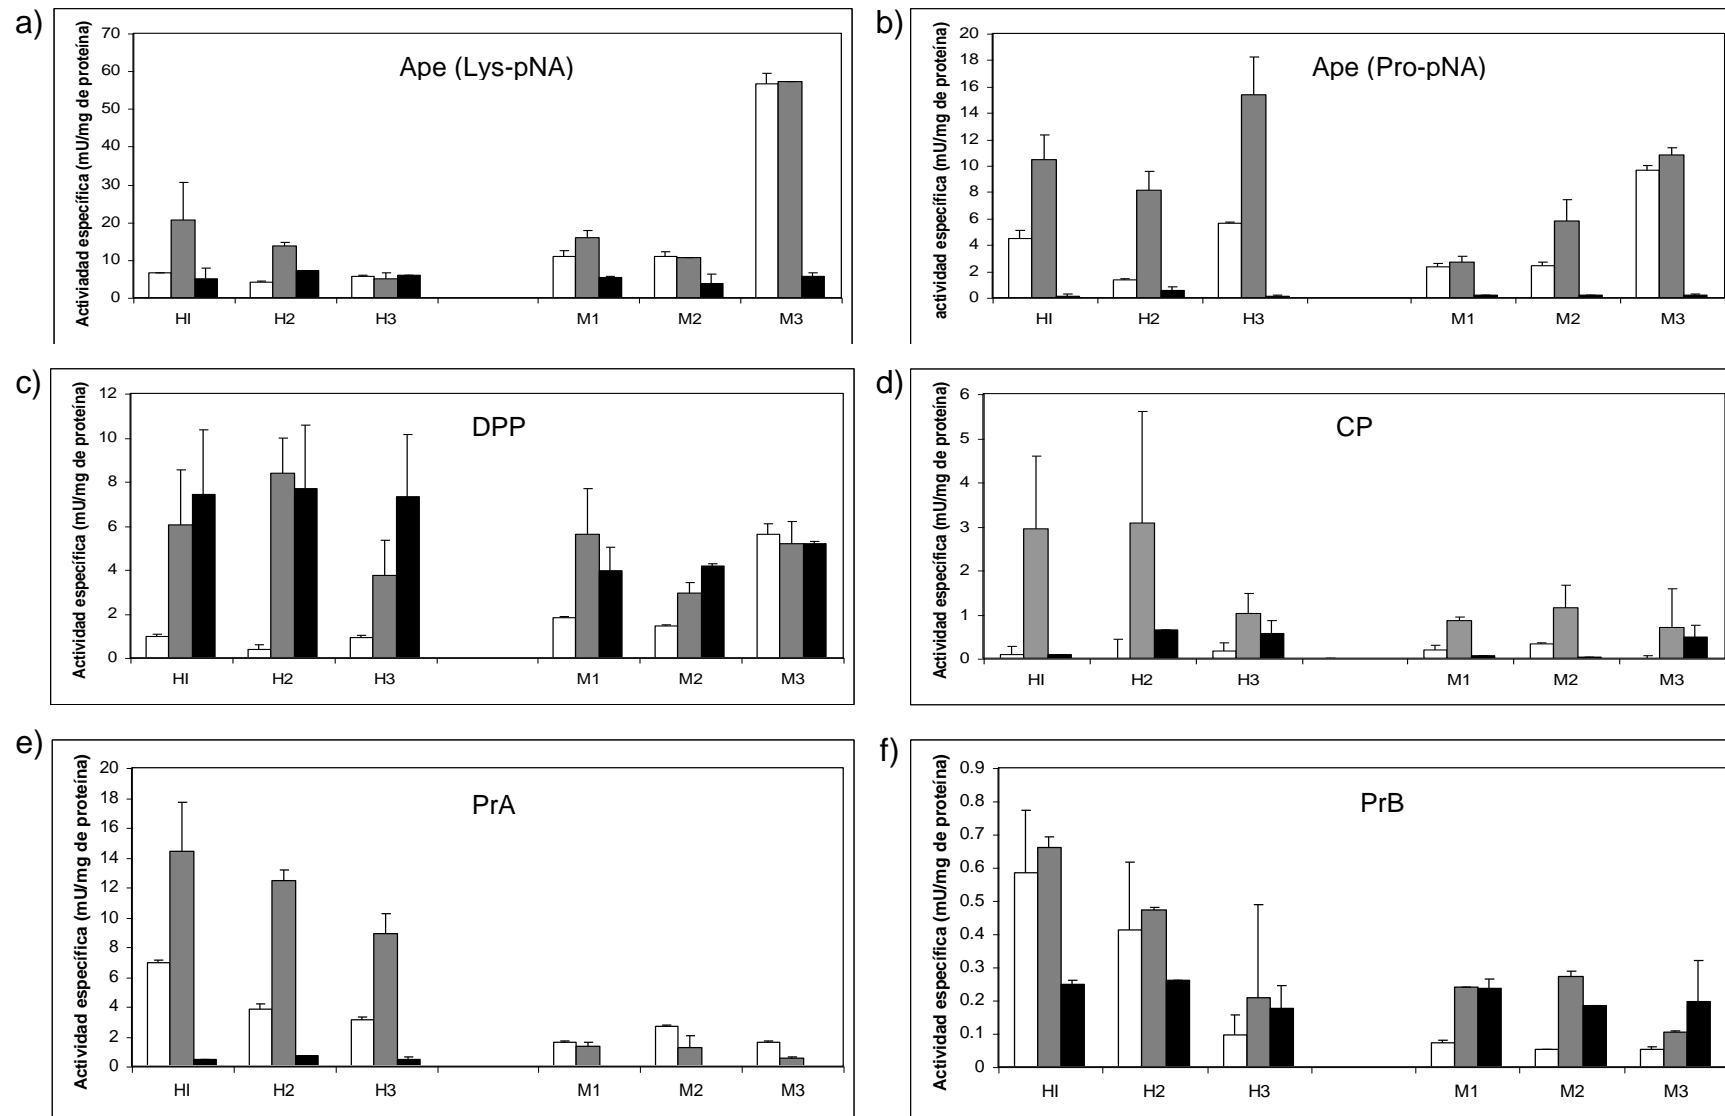 a)
Ape (Lys-pNA)
Actividad específica (mU/mg de proteína)
70
60
50
40
30
20
10
0
HI H2 H3 M1 M2 M3
b)
Ape (Pro-pNA)
actividad específica (mU/mg de proteína)
20
18
16
14
12
10
8
6
4
2
0
HI H2 H3 M1 M2 M3
c)
DPP
Actividad específica (mU/mg de proteína)
12
10
8
6
4
2
0
HI H2 H3 M1 M2 M3
d)
CP
Actividad específica (mU/mg de proteína)
6
5
4
3
2
1
0
HI H2 H3 M1 M2 M3
e)
PrA
Actividad específica (mU/mg de proteína)
20
18
16
14
12
10
8
6
4
2
0
HI H2 H3 M1 M2 M3
f)
PrB
Actividad específica (mU/mg de proteína)
0.9
0.8
0.7
0.6
0.5
0.4
0.3
0.2
0.1
0
HI H2 H3 M1 M2 M3